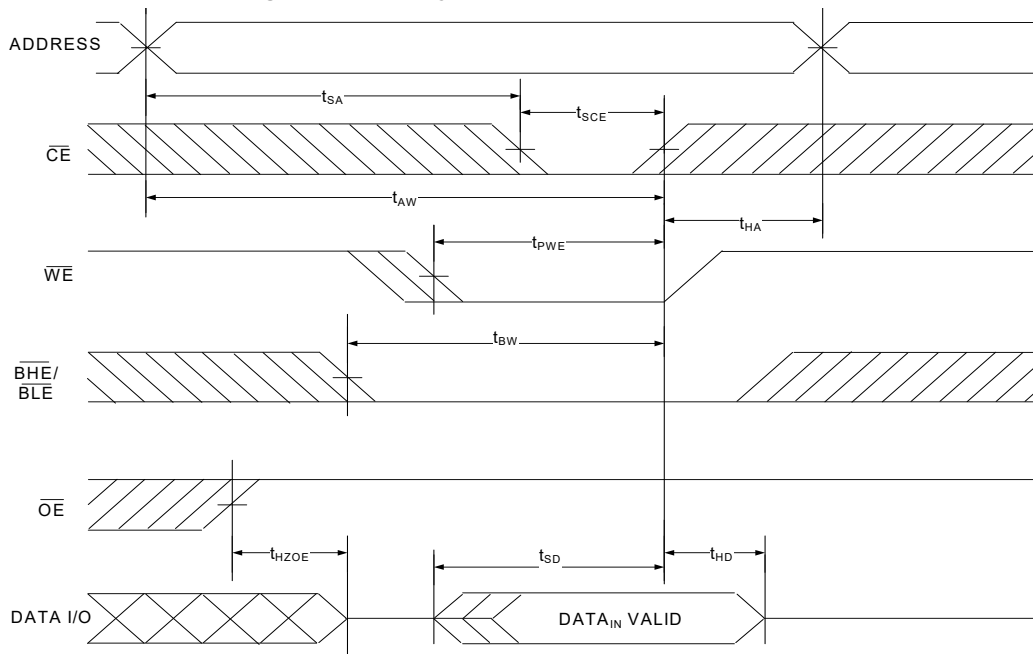 ADDRESS
tSA
tSCE
CE
tAW
tHA
tPWE
WE
tBW
BHE/
BLE
OE
tHZOE
tSD
tHD
DATA I/O
DATAIN VALID